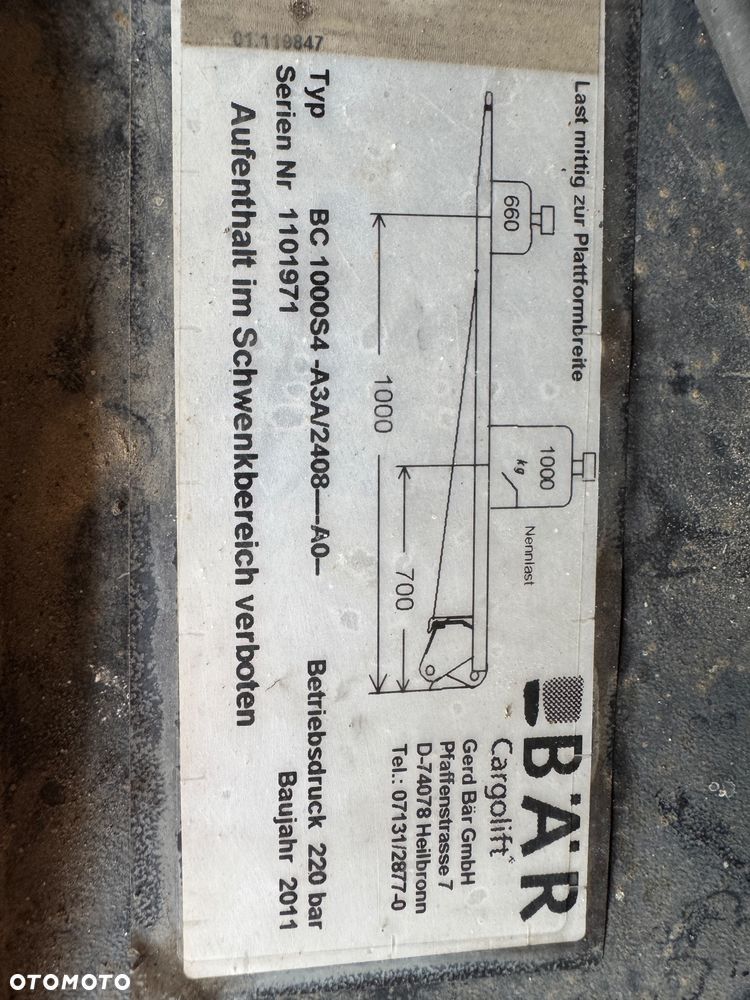 Last mittig zur Plattformbreite
BÄR
Cargolift
Gerd Bär GmbH
Pfaffenstrasse 7
D-74078 Heilbronn
Tel.: 07131/2877-0
660
1000
kg
Nennlast
700
1000
01.119847
Typ BC 1000S4 -A3A/2408----A0--
Betriebsdruck 220 bar
Serien Nr 1101971
Baujahr 2011
Aufenthalt im Schwenkbereich verboten
OTOMOTO